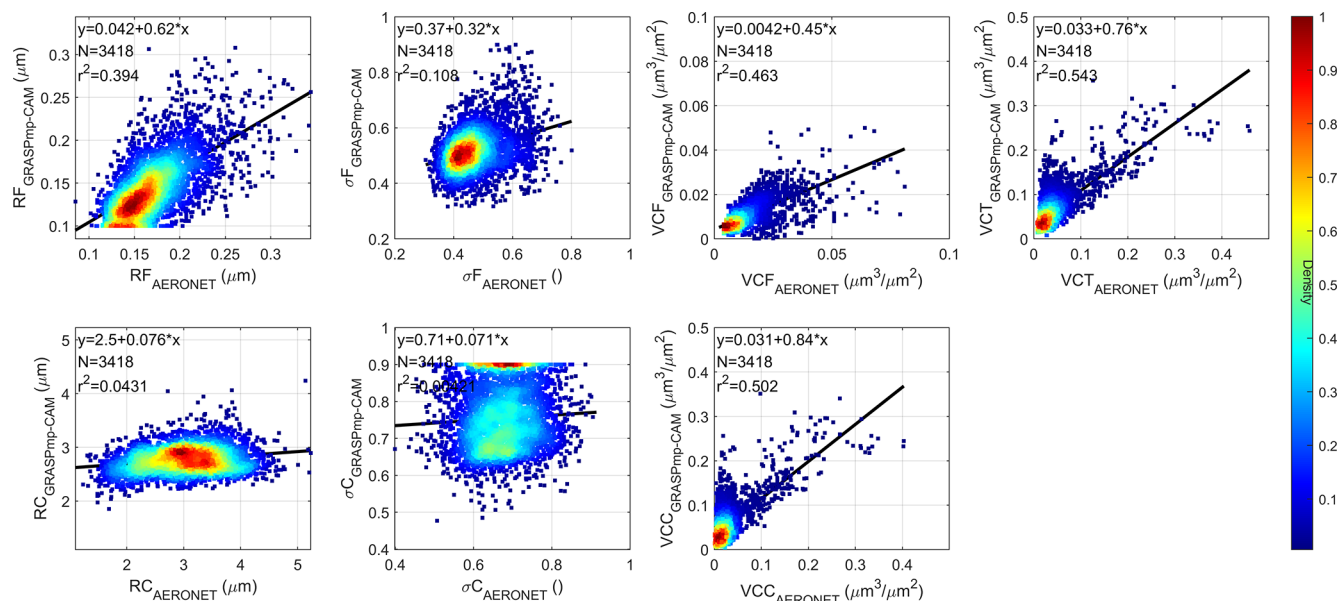 y=0.042+0.62*x
N=3418
r²=0.394
RF_GRASPmp-CAM (μm)
0.3
0.25
0.2
0.15
0.1
0.1 0.15 0.2 0.25 0.3
RF_AERONET (μm)
y=0.37+0.32*x
N=3418
r²=0.108
σF_GRASPmp-CAM
1
0.8
0.6
0.4
0.2
0.2 0.4 0.6 0.8 1
σF_AERONET ()
y=0.0042+0.45*x
N=3418
r²=0.463
VCF_GRASPmp-CAM (μm³/μm²)
0.1
0.08
0.06
0.04
0.02
0
0 0.05 0.1
VCF_AERONET (μm³/μm²)
y=0.033+0.76*x
N=3418
r²=0.543
VCT_GRASPmp-CAM (μm³/μm²)
0.5
0.4
0.3
0.2
0.1
0
0 0.1 0.2 0.3 0.4
VCT_AERONET (μm³/μm²)
y=2.5+0.076*x
N=3418
r²=0.0431
RC_GRASPmp-CAM (μm)
5
4
3
2
2 3 4 5
RC_AERONET (μm)
y=0.71+0.071*x
N=3418
σC_GRASPmp-CAM
1
0.9
0.8
0.7
0.6
0.5
0.4
0.4 0.6 0.8 1
σC_AERONET ()
y=0.031+0.84*x
N=3418
r²=0.502
VCC_GRASPmp-CAM (μm³/μm²)
0.5
0.4
0.3
0.2
0.1
0
0 0.1 0.2 0.3 0.4 0.5
VCC_AERONET (μm³/μm²)
1
0.9
0.8
0.7
0.6
0.5
0.4
0.3
0.2
0.1
Density